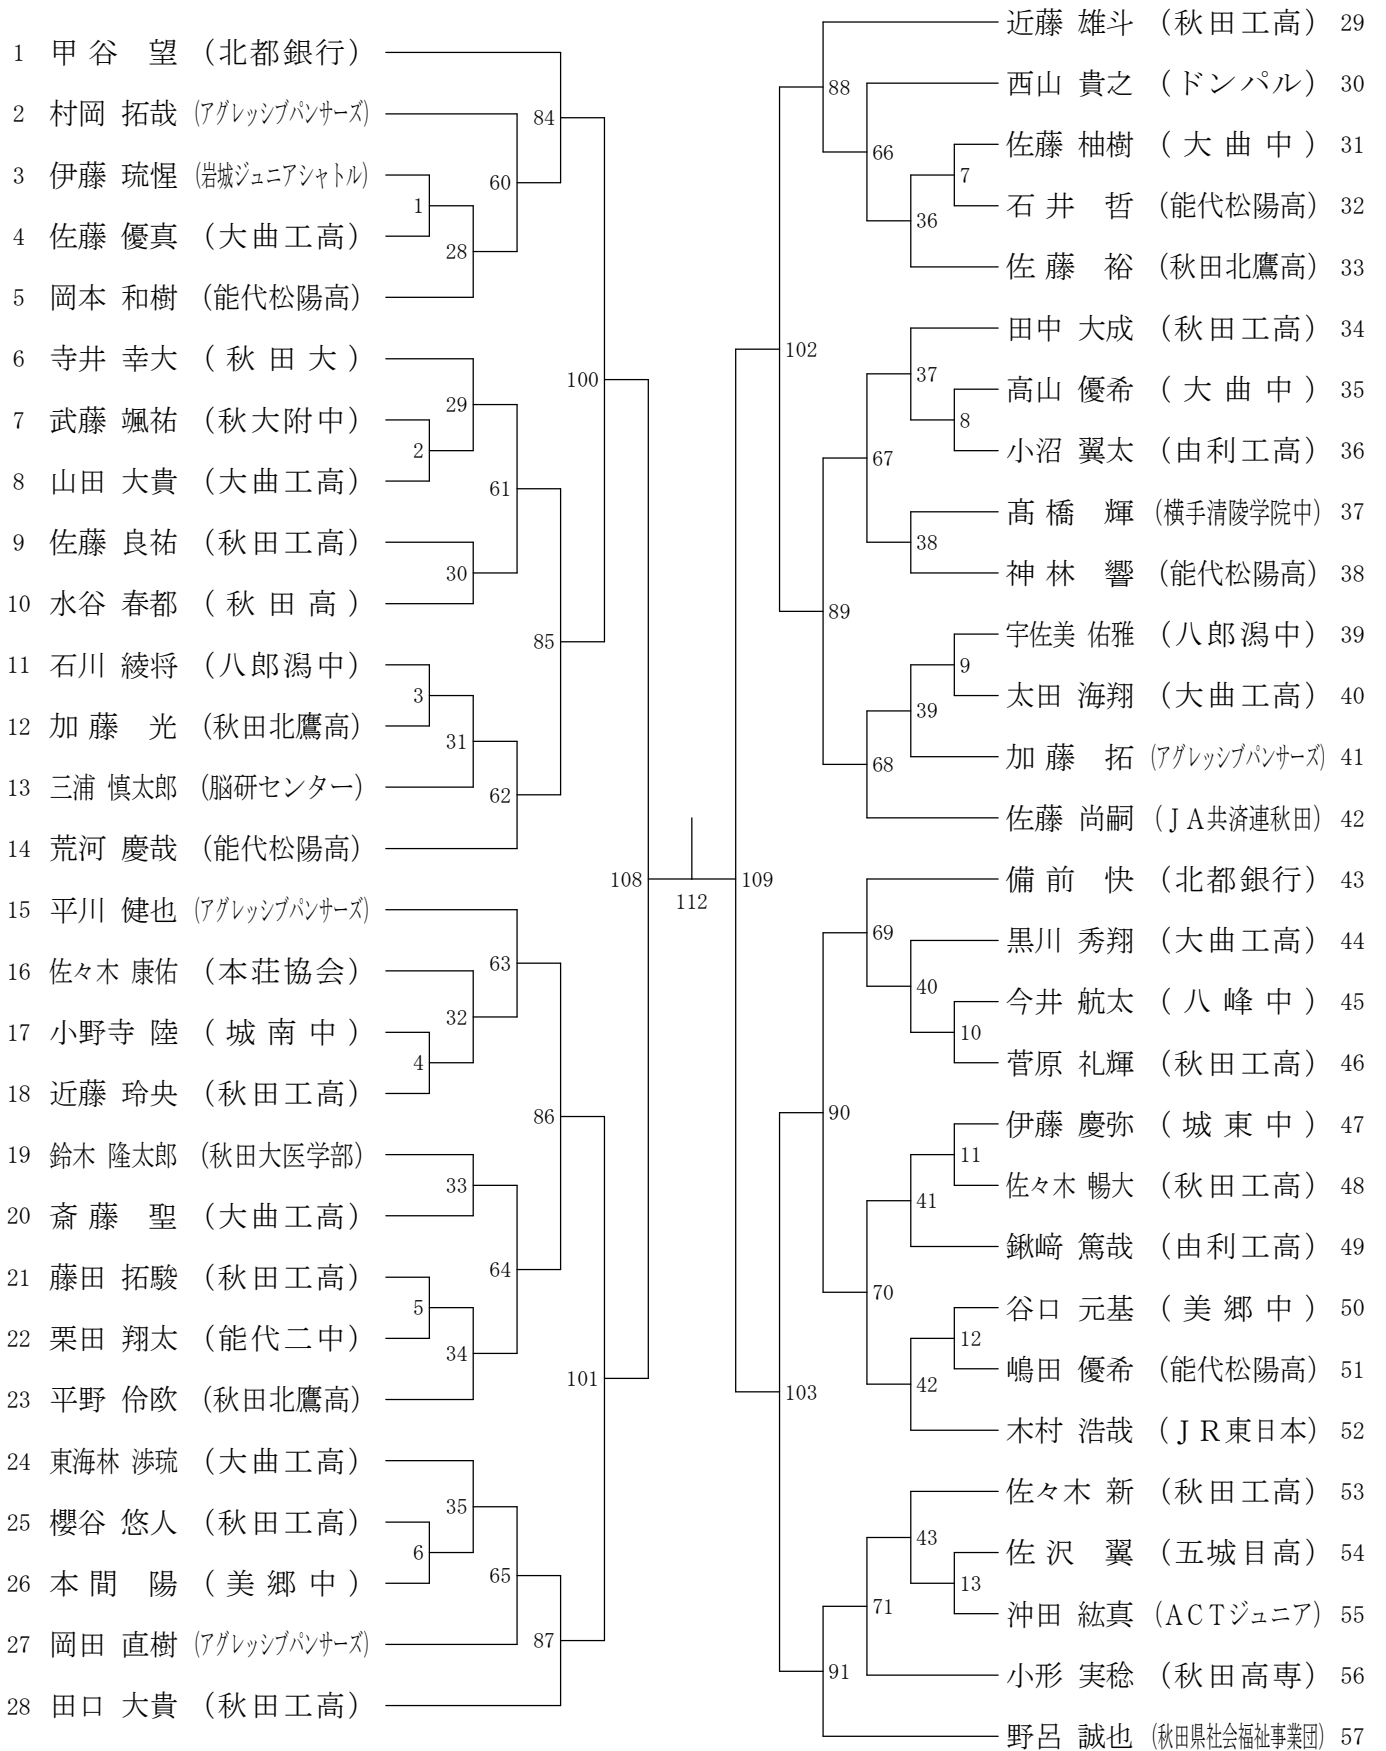 1 甲谷 望 (北都銀行)
2 村岡 拓哉 (アグレッシブパンサーズ)
3 伊藤 琉惺 (岩城ジュニアシャトル)
4 佐藤 優真 (大曲工高)
5 岡本 和樹 (能代松陽高)
6 寺井 幸大 (秋田大)
7 武藤 颯祐 (秋大附中)
8 山田 大貴 (大曲工高)
9 佐藤 良祐 (秋田工高)
10 水谷 春都 (秋田高)
11 石川 綾将 (八郎潟中)
12 加藤 光 (秋田北鷹高)
13 三浦 慎太郎 (脳研センター)
14 荒河 慶哉 (能代松陽高)
15 平川 健也 (アグレッシブパンサーズ)
16 佐々木 康佑 (本荘協会)
17 小野寺 陸 (城南中)
18 近藤 玲央 (秋田工高)
19 鈴木 隆太郎 (秋田大医学部)
20 斎藤 聖 (大曲工高)
21 藤田 拓駿 (秋田工高)
22 栗田 翔太 (能代二中)
23 平野 伶欧 (秋田北鷹高)
24 東海林 渉琉 (大曲工高)
25 櫻谷 悠人 (秋田工高)
26 本間 陽 (美郷中)
27 岡田 直樹 (アグレッシブパンサーズ)
28 田口 大貴 (秋田工高)
1
2
3
4
5
6
28
29
30
31
32
33
34
35
60
61
62
63
64
65
84
85
86
87
100
101
108
112
109
102
103
88
89
90
91
66
67
68
69
70
71
36
37
38
39
40
41
42
43
7
8
9
10
11
12
13
近藤 雄斗 (秋田工高) 29
西山 貴之 (ドンパル) 30
佐藤 柚樹 (大曲中) 31
石井 哲 (能代松陽高) 32
佐藤 裕 (秋田北鷹高) 33
田中 大成 (秋田工高) 34
高山 優希 (大曲中) 35
小沼 翼太 (由利工高) 36
髙橋 輝 (横手清陵学院中) 37
神林 響 (能代松陽高) 38
宇佐美 佑雅 (八郎潟中) 39
太田 海翔 (大曲工高) 40
加藤 拓 (アグレッシブパンサーズ) 41
佐藤 尚嗣 (ＪＡ共済連秋田) 42
備前 快 (北都銀行) 43
黒川 秀翔 (大曲工高) 44
今井 航太 (八峰中) 45
菅原 礼輝 (秋田工高) 46
伊藤 慶弥 (城東中) 47
佐々木 暢大 (秋田工高) 48
鍬﨑 篤哉 (由利工高) 49
谷口 元基 (美郷中) 50
嶋田 優希 (能代松陽高) 51
木村 浩哉 (ＪＲ東日本) 52
佐々木 新 (秋田工高) 53
佐沢 翼 (五城目高) 54
沖田 紘真 (ＡＣＴジュニア) 55
小形 実稔 (秋田高専) 56
野呂 誠也 (秋田県社会福祉事業団) 57